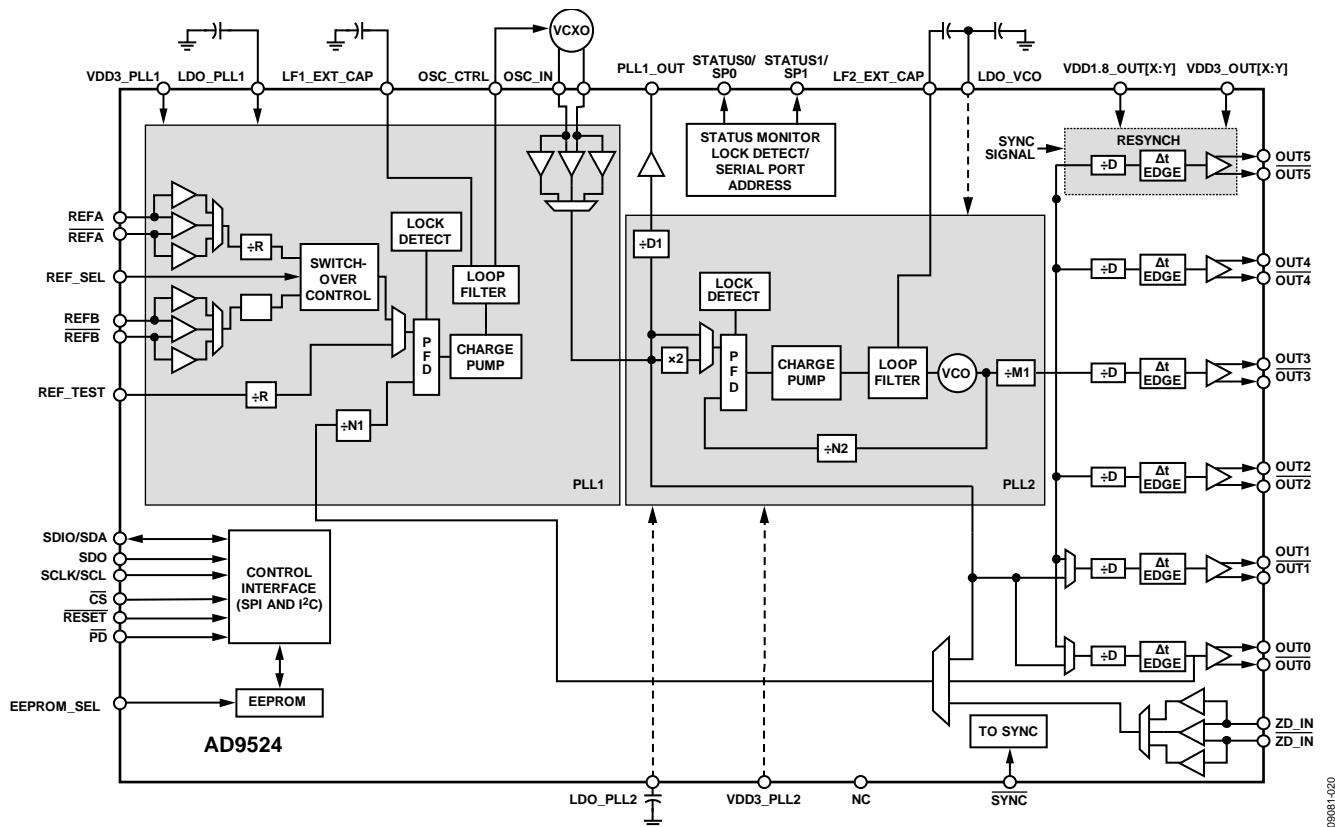 VCXO
VDD3_PLL1
LDO_PLL1
LF1_EXT_CAP
OSC_CTRL
OSC_IN
PLL1_OUT
STATUS0/
SP0
STATUS1/
SP1
LF2_EXT_CAP
LDO_VCO
VDD1.8_OUT[X:Y]
VDD3_OUT[X:Y]
STATUS MONITOR
LOCK DETECT/
SERIAL PORT
ADDRESS
SYNC
SIGNAL
RESYNCH
÷D
Δt
EDGE
OUT5
OUT5
REFA
REFA
÷R
SWITCH-
OVER
CONTROL
LOCK
DETECT
LOOP
FILTER
REF_SEL
REFB
REFB
PFD
CHARGE
PUMP
REF_TEST
÷R
÷N1
PLL1
÷D1
LOCK
DETECT
×2
PFD
CHARGE
PUMP
LOOP
FILTER
VCO
÷M1
÷N2
PLL2
÷D
Δt
EDGE
OUT4
OUT4
÷D
Δt
EDGE
OUT3
OUT3
÷D
Δt
EDGE
OUT2
OUT2
÷D
Δt
EDGE
OUT1
OUT1
÷D
Δt
EDGE
OUT0
OUT0
SDIO/SDA
SDO
SCLK/SCL
CS
RESET
PD
CONTROL
INTERFACE
(SPI AND I²C)
EEPROM_SEL
EEPROM
AD9524
ZD_IN
ZD_IN
TO SYNC
LDO_PLL2
VDD3_PLL2
NC
SYNC
09081-020